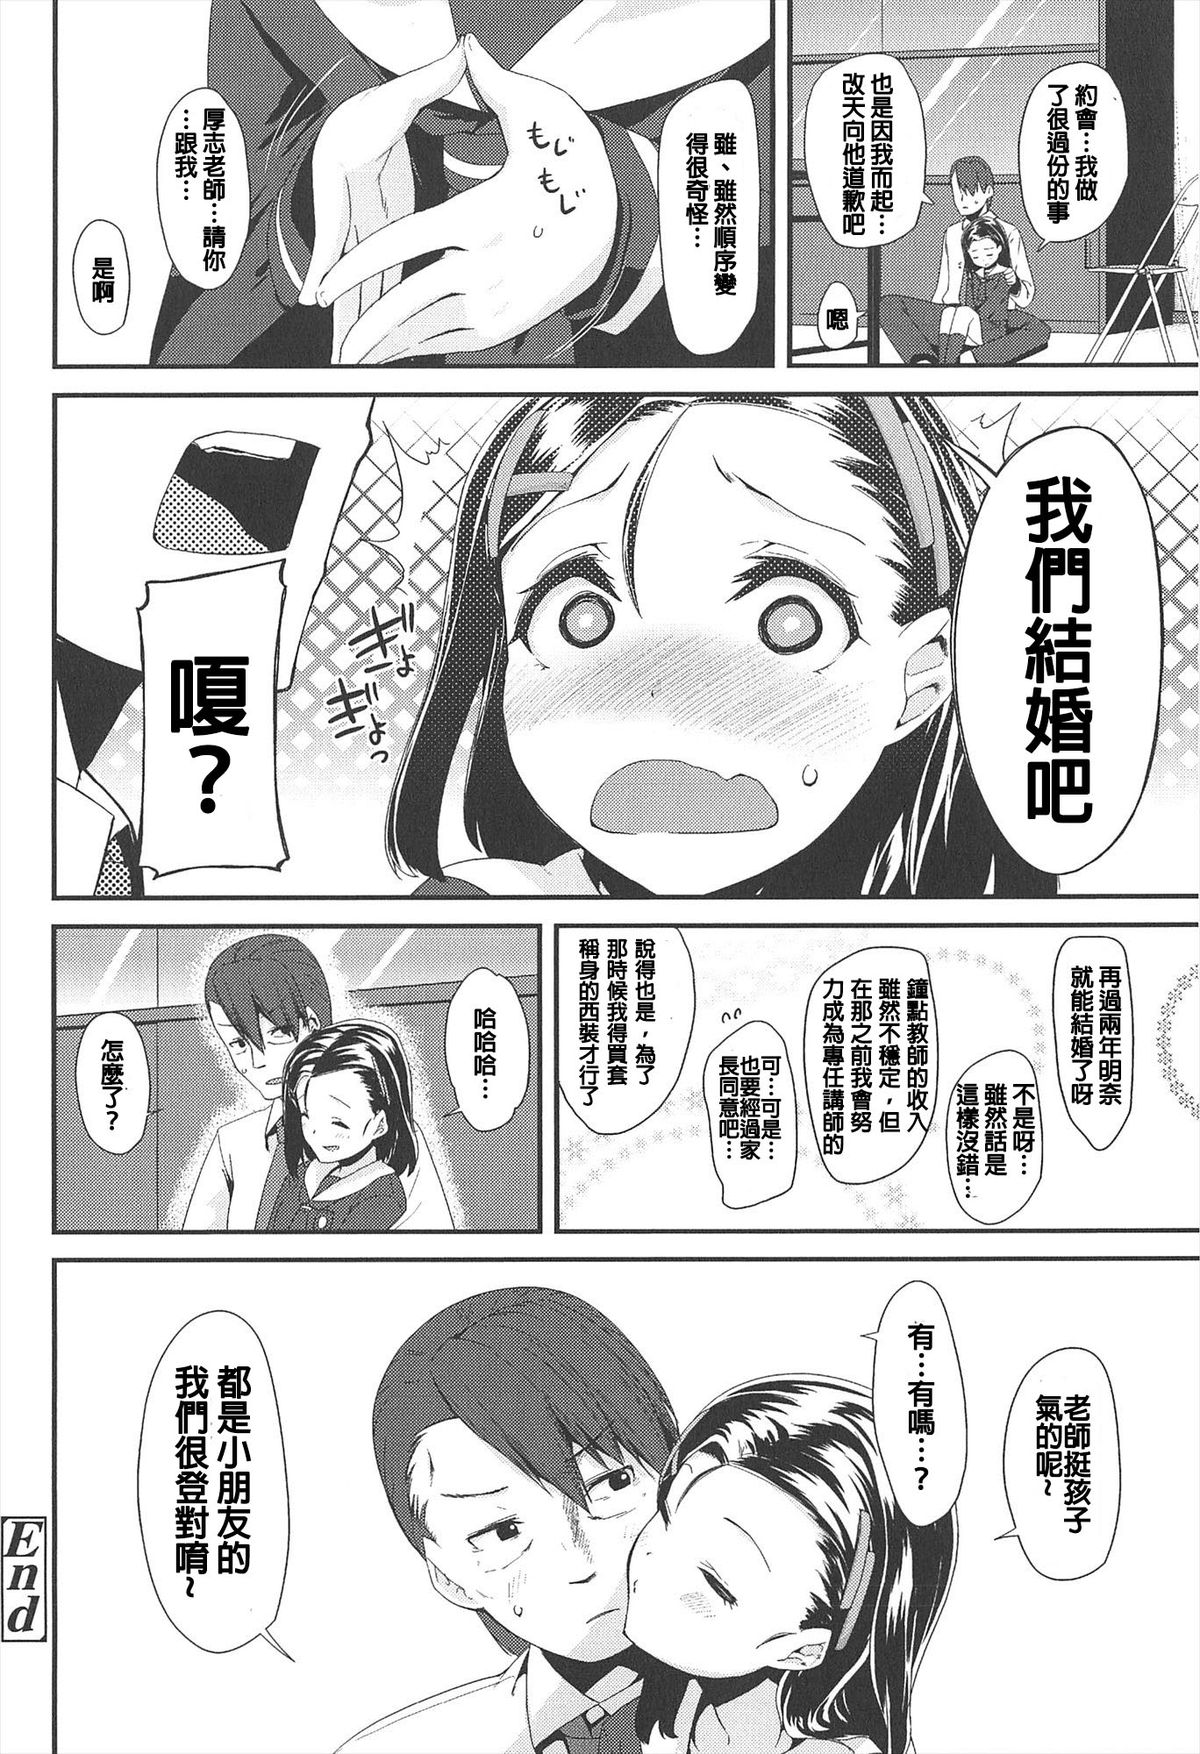 約會…我做
了很過份的事
也是因我而起…
改天向他道歉吧
嗯
雖、雖然順序變
得很奇怪…
もじ
もじ
厚志老師…請你
…跟我…
是啊
我們結婚吧
ぎょ
ぎょっ
嗄？
再過兩年明奈
就能結婚了呀
不是呀…
雖然話是
這樣沒錯…
鐘點教師的收入
雖然不穩定，但
在那之前我會努
力成為專任講師的
可…可是…
也要經過家
長同意吧…
說得也是，為了
那時候我得買套
稱身的西裝才行了
哈哈哈…
怎麼了？
老師挺孩子
氣的呢~
有…有嗎…？
都是小朋友的
我們很登對唷~
End